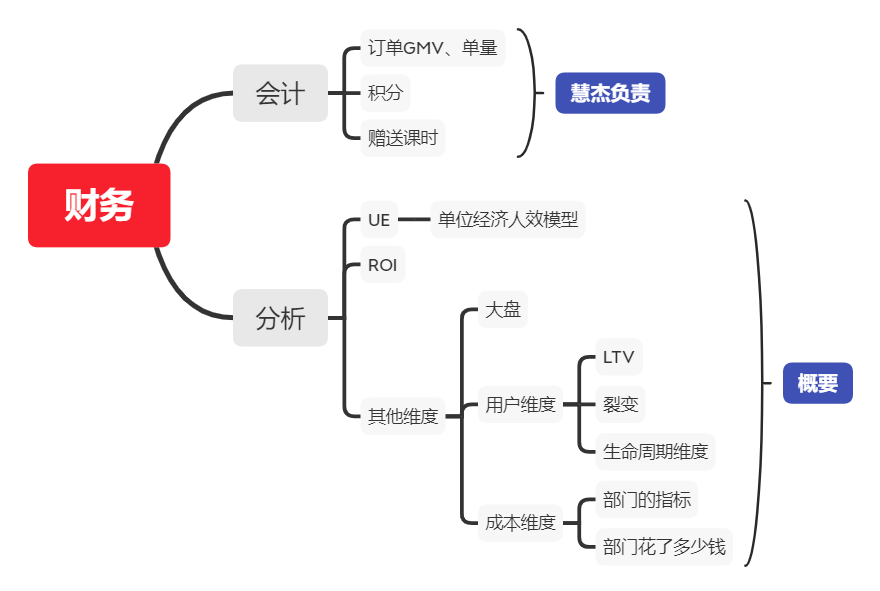 财务
会计
订单GMV、单量
积分
赠送课时
慧杰负责
分析
UE
单位经济人效模型
ROI
其他维度
大盘
用户维度
LTV
裂变
生命周期维度
成本维度
部门的指标
部门花了多少钱
概要